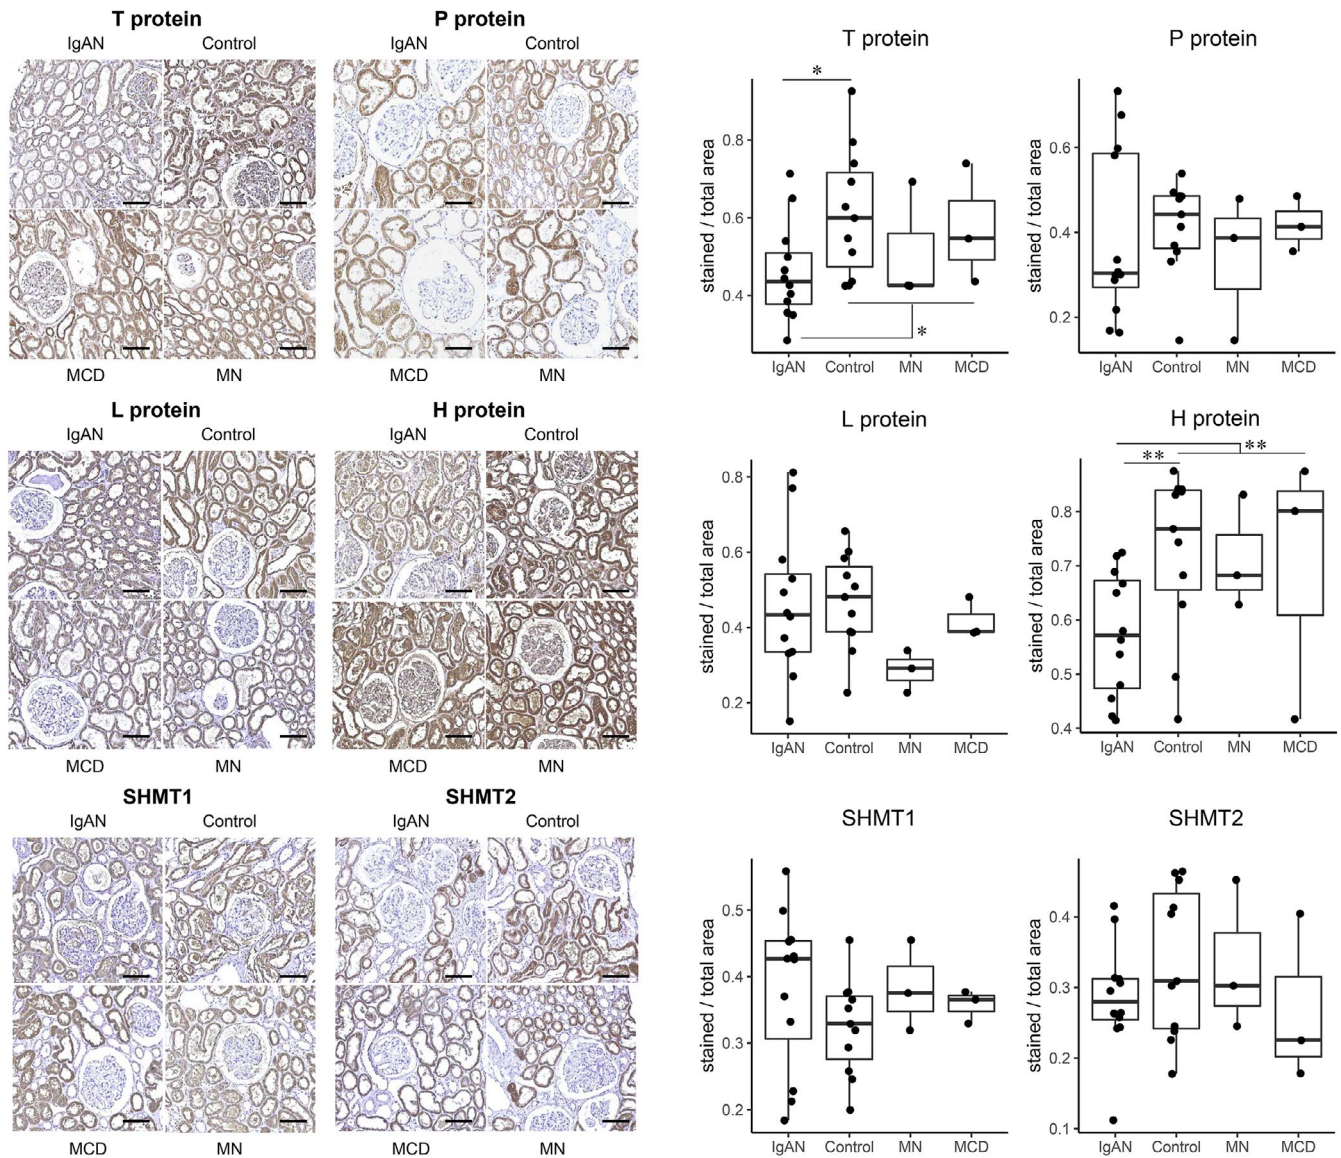 T protein
IgAN Control
MCD MN
P protein
IgAN Control
MCD MN
L protein
IgAN Control
MCD MN
H protein
IgAN Control
MCD MN
SHMT1
IgAN Control
MCD MN
SHMT2
IgAN Control
MCD MN
T protein
stained / total area
0.8
0.6
0.4
*
*
IgAN Control MN MCD
P protein
stained / total area
0.6
0.4
0.2
IgAN Control MN MCD
L protein
stained / total area
0.8
0.6
0.4
0.2
IgAN Control MN MCD
H protein
stained / total area
**
**
0.8
0.7
0.6
0.5
0.4
IgAN Control MN MCD
SHMT1
stained / total area
0.5
0.4
0.3
0.2
IgAN Control MN MCD
SHMT2
stained / total area
0.4
0.3
0.2
0.1
IgAN Control MN MCD